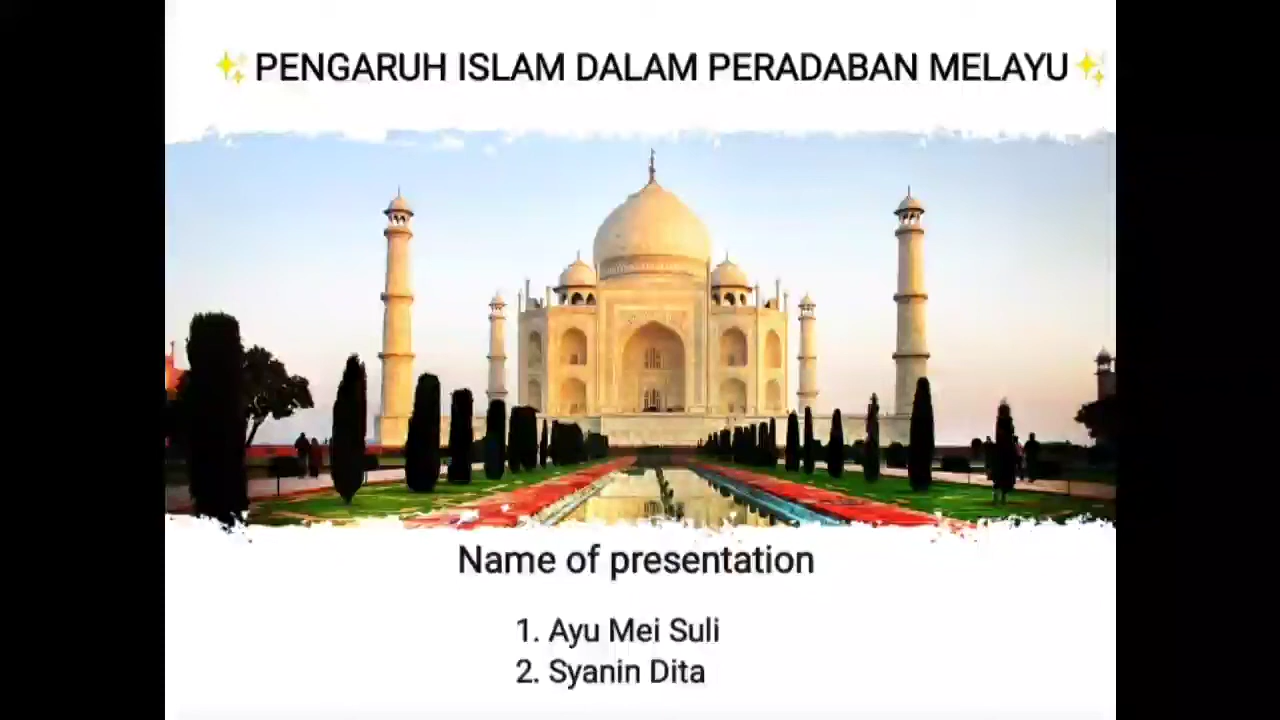 ✨PENGARUH ISLAM DALAM PERADABAN MELAYU✨
Name of presentation
1. Ayu Mei Suli
2. Syanin Dita